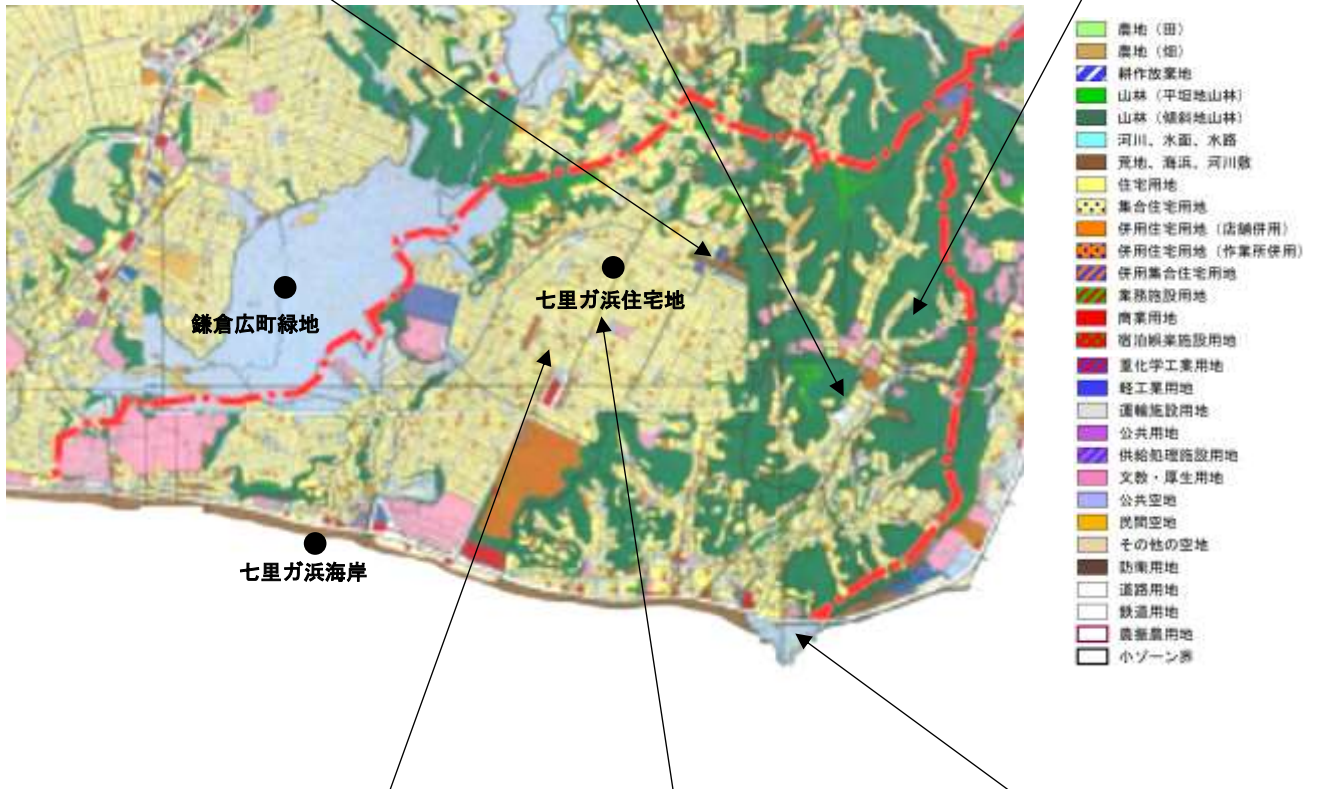 鎌倉広町緑地
七里ガ浜住宅地
七里ガ浜海岸
農地（田）
農地（畑）
耕作放棄地
山林（平坦地山林）
山林（傾斜地山林）
河川、水面、水路
荒地、海浜、河川敷
住宅用地
集合住宅用地
併用住宅用地（店舗併用）
併用住宅用地（作業所併用）
併用集合住宅用地
業務施設用地
商業用地
宿泊娯楽施設用地
重化学工業用地
軽工業用地
運輸施設用地
公共用地
供給処理施設用地
文教・厚生用地
公共空地
民間空地
その他の空地
防衛用地
道路用地
鉄道用地
農振農用地
小ゾーン界